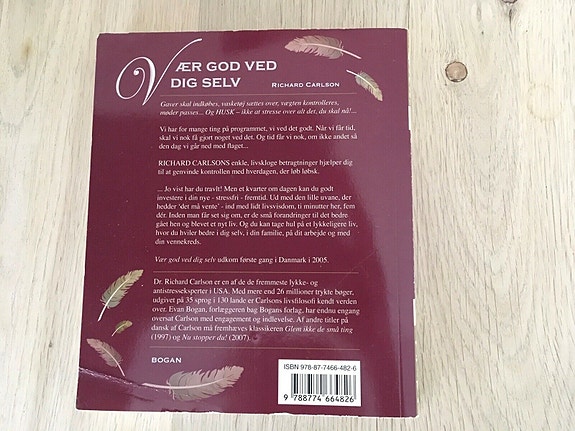 VÆR GOD VED
DIG SELV
RICHARD CARLSON
Gaver skal indkøbes, vasketøj sættes over, vægten kontrolleres,
møder passes... Og HUSK – ikke at stresse over alt det, du skal nå!...
Vi har for mange ting på programmet, vi ved det godt. Når vi får tid,
skal vi nok få gjort noget ved det. Og tid får vi nok, om ikke andet så
den dag vi går ned med flaget...
RICHARD CARLSONS enkle, livskloge betragtninger hjælper dig
til at genvinde kontrollen med hverdagen, der løb løbsk.
... Jo vist har du travlt! Men et kvarter om dagen kan du godt
investere i din nye - stressfri - fremtid. Ud med den lille uvane, der
hedder 'det må vente' - ind med lidt livsvisdom, ti minutter her, fem
dér. Inden man får set sig om, er de små forandringer til det bedre
gået hen og blevet et nyt liv. Og du kan tage hul på et lykkeligere liv,
hvor du hviler bedre i dig selv, i din familie, på dit arbejde og med
din vennekreds.
Vær god ved dig selv udkom første gang i Danmark i 2005.
Dr. Richard Carlson er en af de de fremmeste lykke- og
antistresseksperter i USA. Med mere end 26 millioner trykte bøger,
udgivet på 35 sprog i 130 lande er Carlsons livsfilosofi kendt verden
over. Evan Bogan, forlæggeren bag Bogans forlag, har endnu engang
oversat Carlson med engagement og indlevelse. Af andre titler på
dansk af Carlson må fremhæves klassikeren Glem ikke de små ting
(1997) og Nu stopper du! (2007).
BOGAN
ISBN 978-87-7466-482-6
9 788774 664826